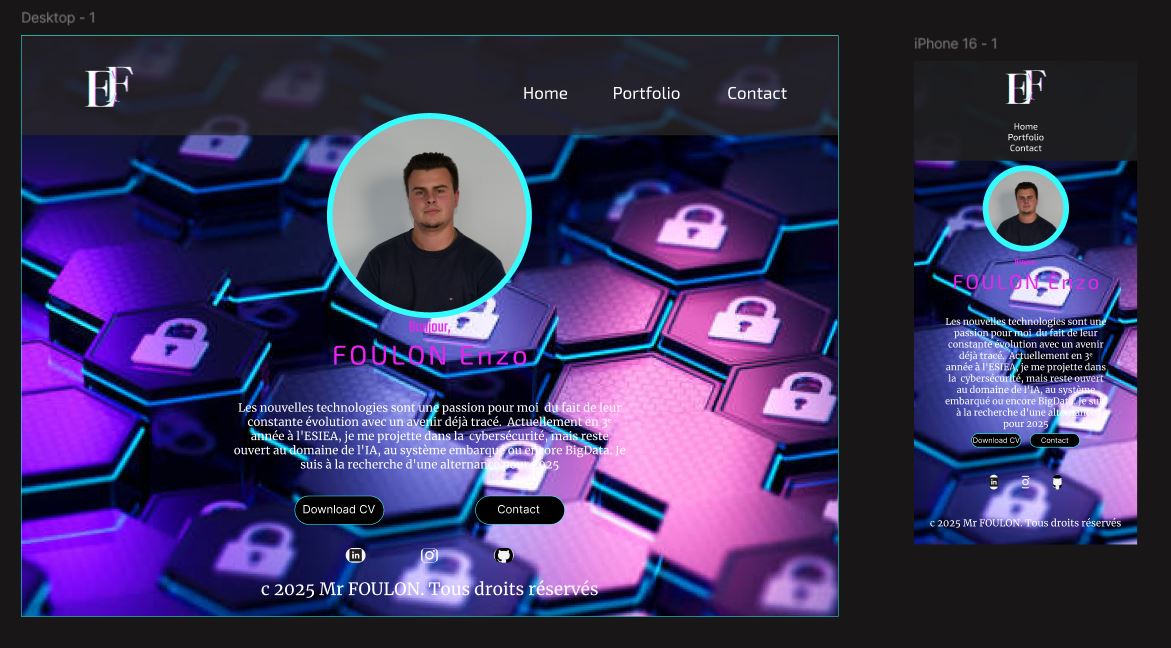 Desktop - 1
EF
Home Portfolio Contact
Bonjour,
FOULON Enzo
Les nouvelles technologies sont une passion pour moi du fait de leur
constante évolution avec un avenir déjà tracé. Actuellement en 3ᵉ
année à l'ESIEA, je me projette dans la cybersécurité, mais reste
ouvert au domaine de l'IA, au système embarqué ou encore BigData. Je
suis à la recherche d'une alternance pour 2025
Download CV Contact
in
c 2025 Mr FOULON. Tous droits réservés
iPhone 16 - 1
EF
Home
Portfolio
Contact
FOULON Enzo
Les nouvelles technologies sont une
passion pour moi du fait de leur
constante évolution avec un avenir
déjà tracé. Actuellement en 3ᵉ
année à l'ESIEA, je me projette dans
la cybersécurité, mais reste ouvert
au domaine de l'IA, au système
embarqué ou encore BigData. Je suis
à la recherche d'une alternance
pour 2025
Download CV Contact
in
c 2025 Mr FOULON. Tous droits réservés